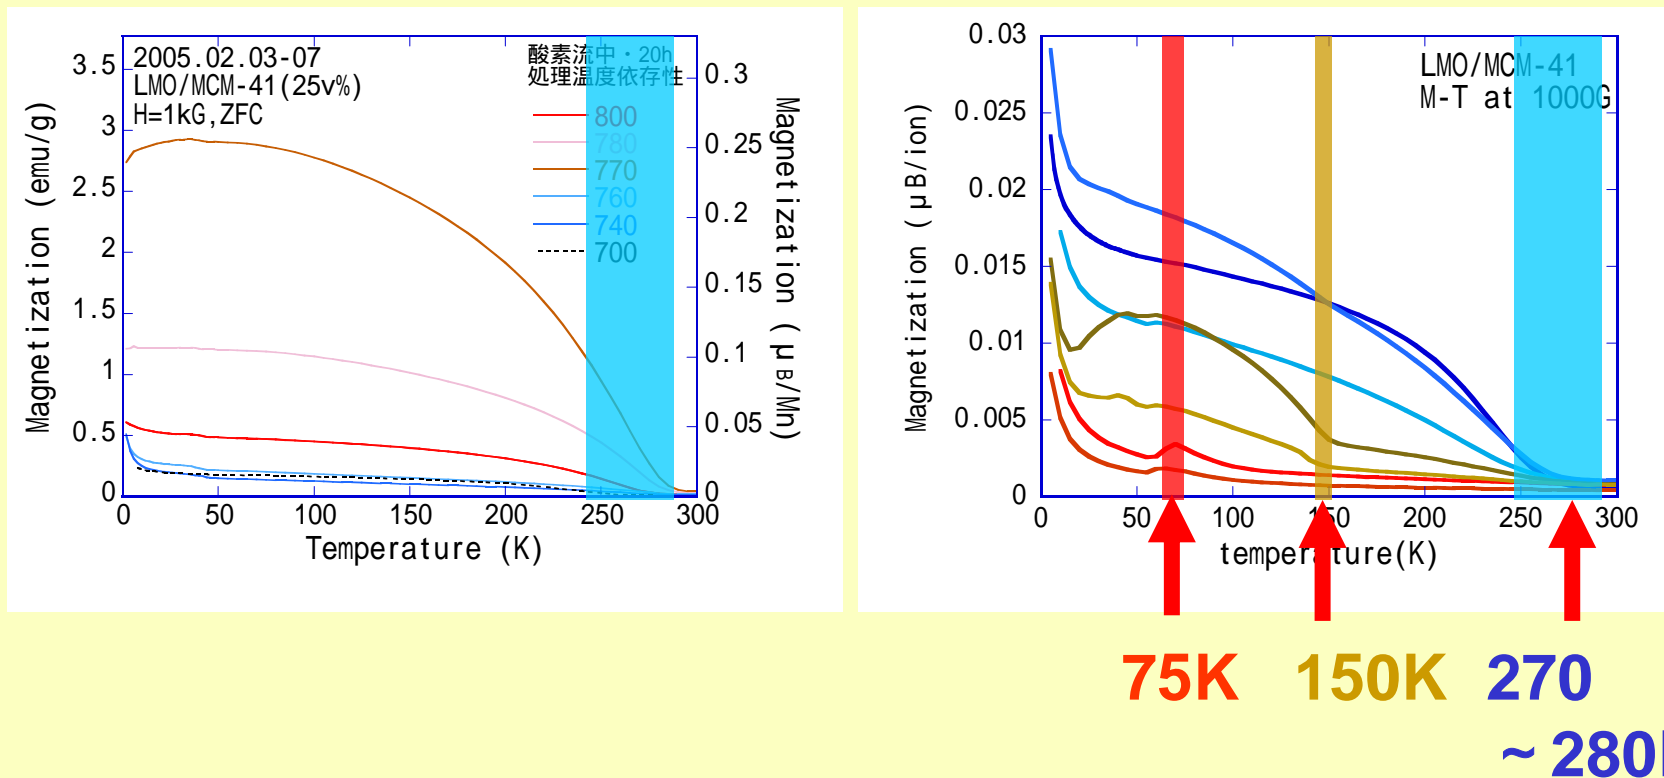 2005.02.03-07
LMO/MCM-41(25v%)
H=1kG,ZFC
酸素流中・20h
処理温度依存性
800
780
770
760
740
700
3.5
3
2.5
2
1.5
1
0.5
0
Magnetization (emu/g)
0.3
0.25
0.2
0.15
0.1
0.05
0
Magnetization (μB/Mn)
0 50 100 150 200 250 300
Temperature (K)
LMO/MCM-41
M-T at 1000G
0.03
0.025
0.02
0.015
0.01
0.005
0
Magnetization (μB/ion)
0 50 100 150 200 250 300
temperature(K)
75K 150K 270
~280K